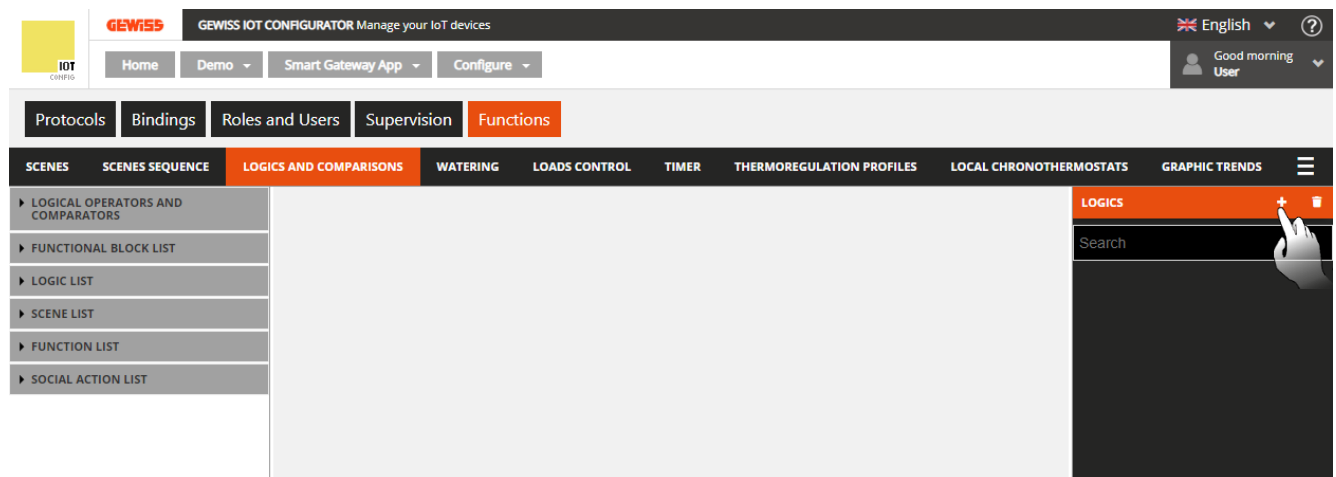 GEWISS
GEWISS IOT CONFIGURATOR Manage your IoT devices
English
?
IOT
CONFIG
Home
Demo
Smart Gateway App
Configure
Good morning
User
Protocols
Bindings
Roles and Users
Supervision
Functions
SCENES
SCENES SEQUENCE
LOGICS AND COMPARISONS
WATERING
LOADS CONTROL
TIMER
THERMOREGULATION PROFILES
LOCAL CHRONOTHERMOSTATS
GRAPHIC TRENDS
LOGICAL OPERATORS AND
COMPARATORS
FUNCTIONAL BLOCK LIST
LOGIC LIST
SCENE LIST
FUNCTION LIST
SOCIAL ACTION LIST
LOGICS
Search